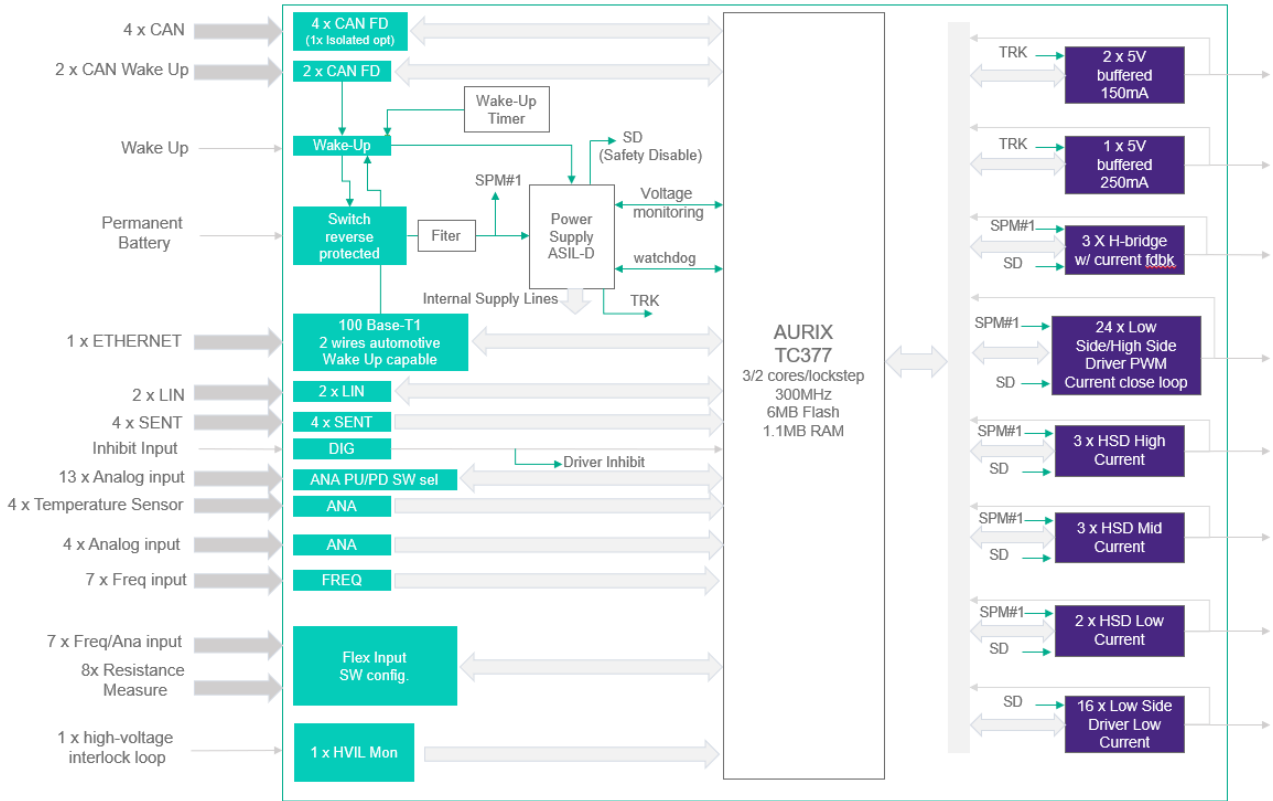 4 x CAN
4 x CAN FD
(1x Isolated opt)
2 x CAN Wake Up
2 x CAN FD
Wake-Up
Timer
Wake Up
Wake-Up
SD
(Safety Disable)
SPM#1
Permanent
Battery
Switch
reverse
protected
Fiter
Power
Supply
ASIL-D
Voltage
monitoring
watchdog
Internal Supply Lines
TRK
1 x ETHERNET
100 Base-T1
2 wires automotive
Wake Up capable
2 x LIN
2 x LIN
4 x SENT
4 x SENT
Inhibit Input
DIG
Driver Inhibit
13 x Analog input
ANA PU/PD SW sel
4 x Temperature Sensor
ANA
4 x Analog input
ANA
7 x Freq input
FREQ
7 x Freq/Ana input
8x Resistance
Measure
Flex Input
SW config.
1 x high-voltage
interlock loop
1 x HVIL Mon
AURIX
TC377
3/2 cores/lockstep
300MHz
6MB Flash
1.1MB RAM
TRK
2 x 5V
buffered
150mA
TRK
1 x 5V
buffered
250mA
SPM#1
SD
3 X H-bridge
w/ current fdbk
SPM#1
SD
24 x Low
Side/High Side
Driver PWM
Current close loop
SPM#1
SD
3 x HSD High
Current
SPM#1
SD
3 x HSD Mid
Current
SPM#1
SD
2 x HSD Low
Current
SD
16 x Low Side
Driver Low
Current